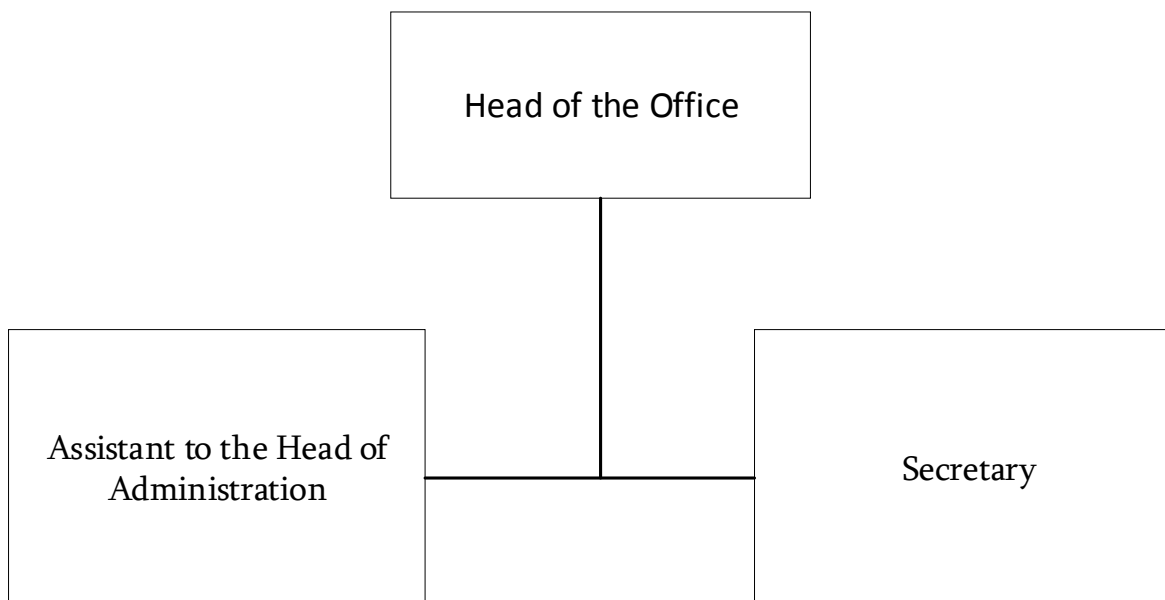 Head of the Office
Assistant to the Head of
Administration
Secretary